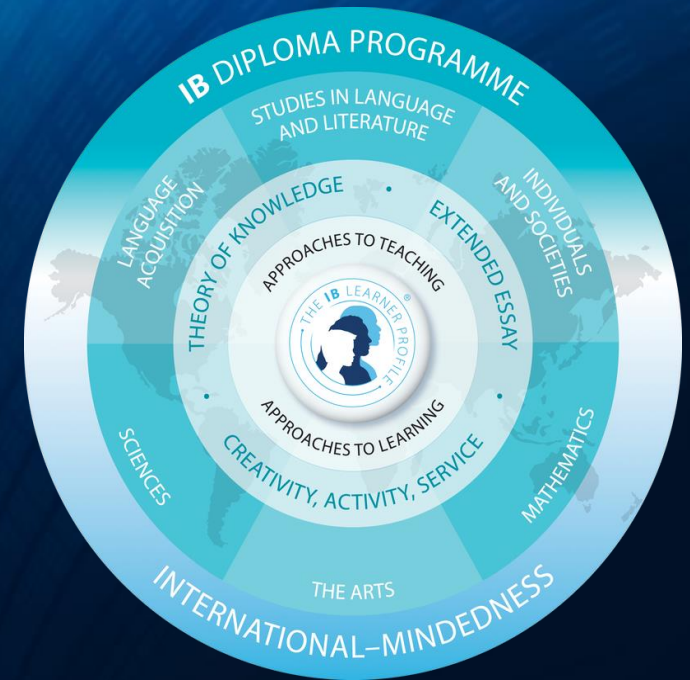 IB DIPLOMA PROGRAMME
STUDIES IN LANGUAGE
AND LITERATURE
LANGUAGE
ACQUISITION
INDIVIDUALS
AND SOCIETIES
THEORY OF KNOWLEDGE
•
EXTENDED ESSAY
•
•
APPROACHES TO TEACHING
• THE IB LEARNER PROFILE •
®
APPROACHES TO LEARNING
CREATIVITY, ACTIVITY, SERVICE
SCIENCES
MATHEMATICS
THE ARTS
INTERNATIONAL–MINDEDNESS